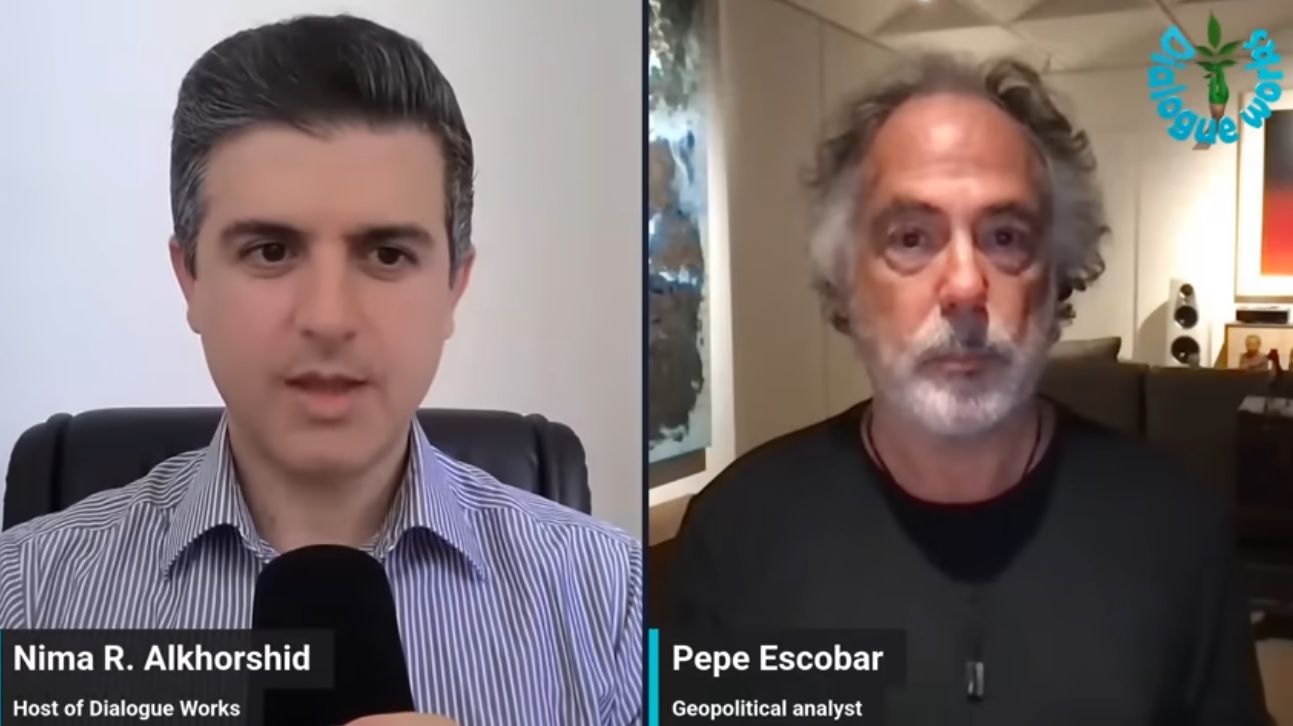 Dialogue works
Nima R. Alkhorshid
Host of Dialogue Works
Pepe Escobar
Geopolitical analyst